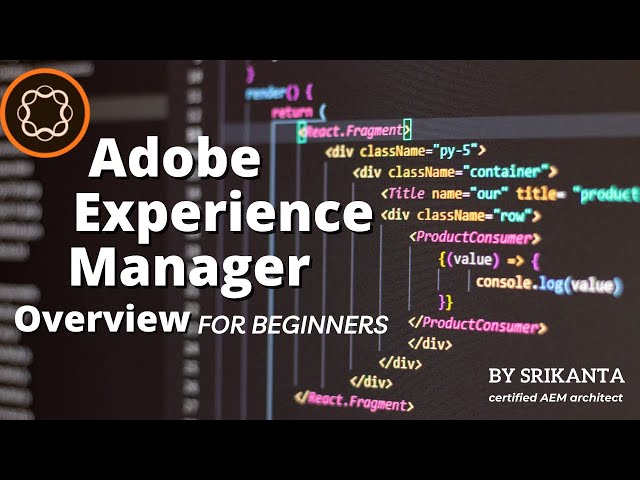 }
render() {
return (
<React.Fragment>
<div className="py-5">
<div className="container">
<Title name="our" title= "product
<div className="row">
<ProductConsumer>
{(value) => {
console.log(value)
}}
</ProductConsumer>
</div>
</div>
</div>
</React.Fragment>
Adobe
Experience
Manager
Overview FOR BEGINNERS
BY SRIKANTA
certified AEM architect